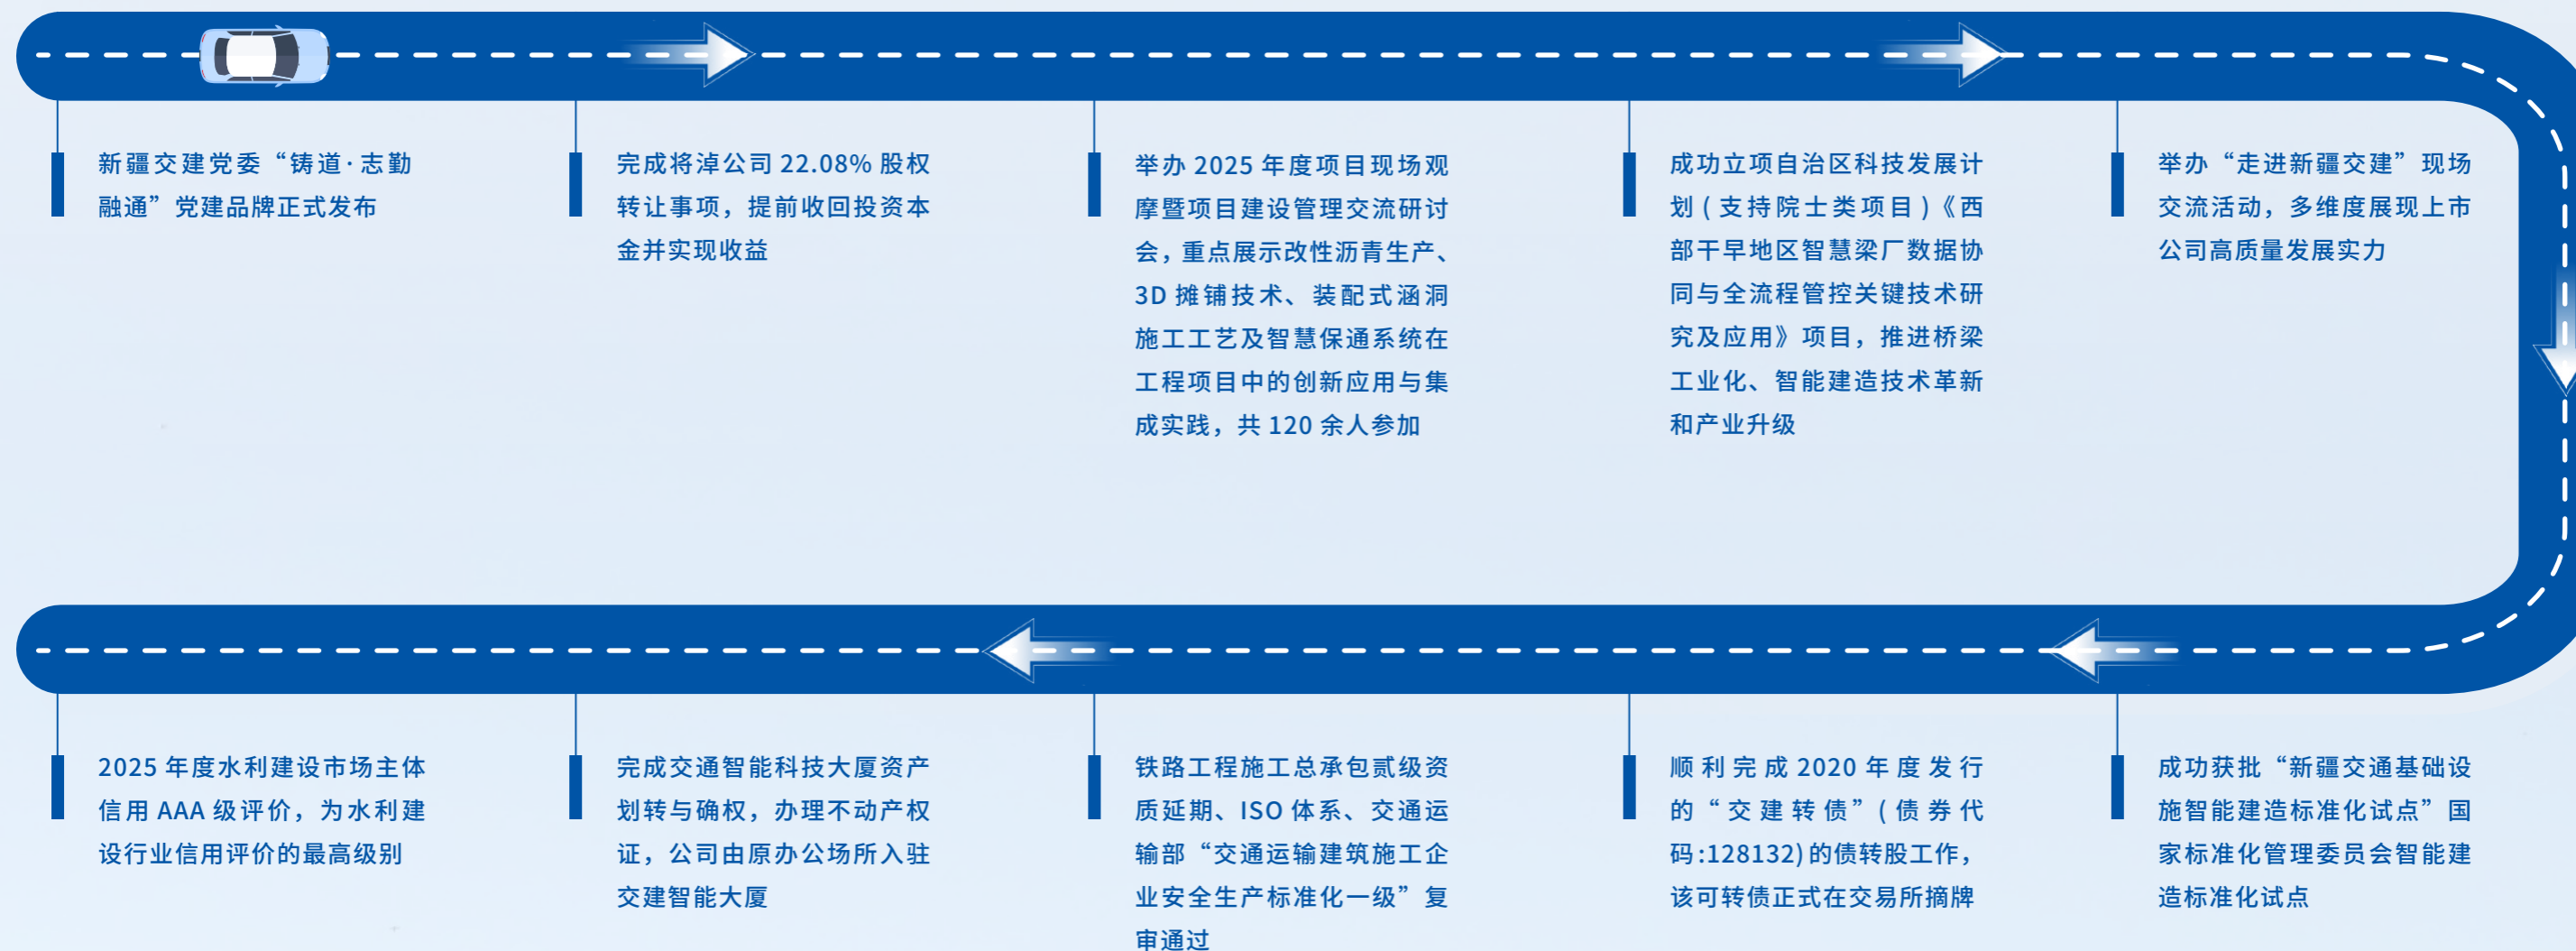 新疆交建党委“铸道·志勤
融通”党建品牌正式发布
完成将淖公司 22.08% 股权
转让事项，提前收回投资本
金并实现收益
举办 2025 年度项目现场观
摩暨项目建设管理交流研讨
会，重点展示改性沥青生产、
3D 摊铺技术、装配式涵洞
施工工艺及智慧保通系统在
工程项目中的创新应用与集
成实践，共 120 余人参加
成功立项自治区科技发展计
划 ( 支持院士类项目 )《西
部干旱地区智慧梁厂数据协
同与全流程管控关键技术研
究及应用》项目，推进桥梁
工业化、智能建造技术革新
和产业升级
举办“走进新疆交建”现场
交流活动，多维度展现上市
公司高质量发展实力
成功获批“新疆交通基础设
施智能建造标准化试点”国
家标准化管理委员会智能建
造标准化试点
顺利完成 2020 年度发行
的“交建转债”( 债券代
码 :128132) 的债转股工作，
该可转债正式在交易所摘牌
铁路工程施工总承包贰级资
质延期、ISO 体系、交通运
输部“交通运输建筑施工企
业安全生产标准化一级”复
审通过
完成交通智能科技大厦资产
划转与确权，办理不动产权
证，公司由原办公场所入驻
交建智能大厦
2025 年度水利建设市场主体
信用 AAA 级评价，为水利建
设行业信用评价的最高级别